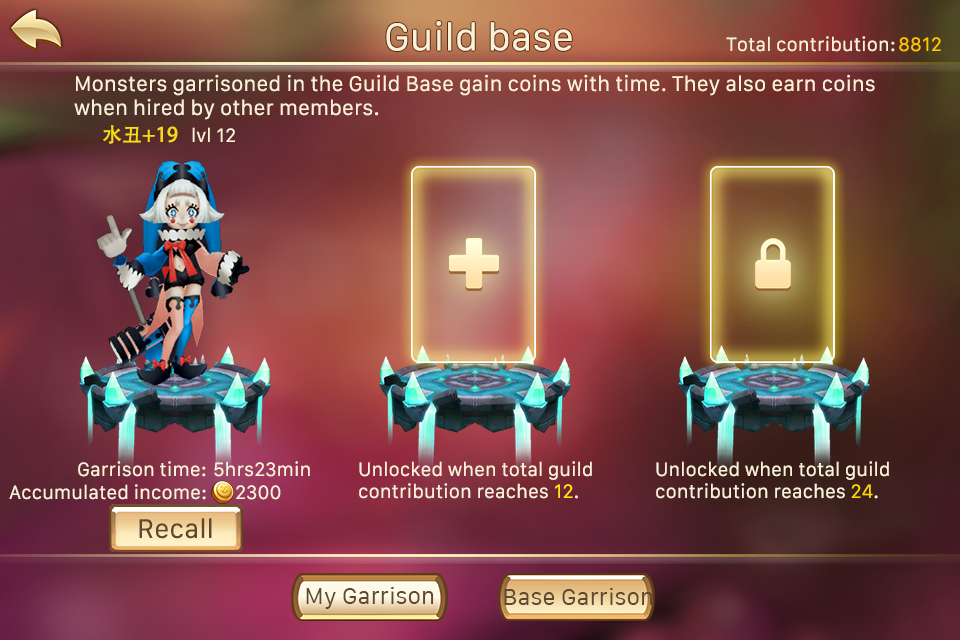 Guild base
Total contribution: 8812
Monsters garrisoned in the Guild Base gain coins with time. They also earn coins
when hired by other members.
水丑+19 lvl 12
Garrison time: 5hrs23min
Accumulated income: 2300
Recall
Unlocked when total guild
contribution reaches 12.
Unlocked when total guild
contribution reaches 24.
My Garrison
Base Garrison